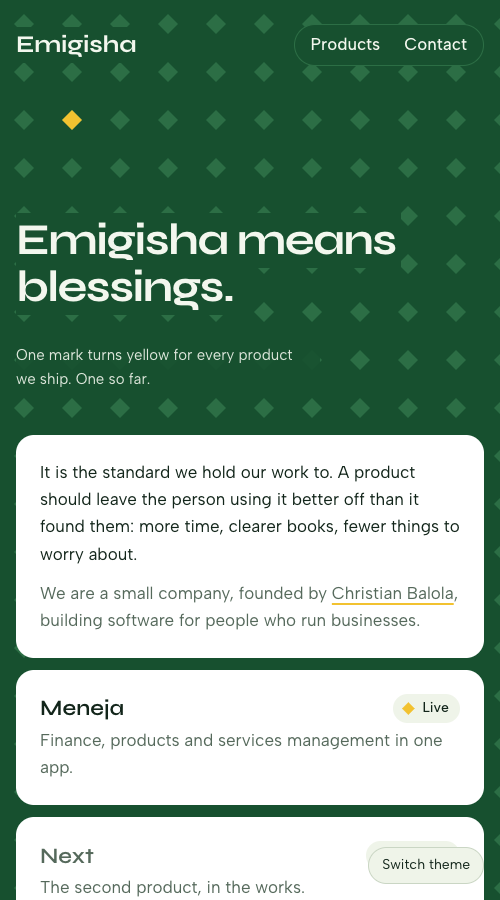 Emigisha
Products Contact
Emigisha means
blessings.
One mark turns yellow for every product
we ship. One so far.
It is the standard we hold our work to. A product
should leave the person using it better off than it
found them: more time, clearer books, fewer things to
worry about.
We are a small company, founded by Christian Balola,
building software for people who run businesses.
Meneja
Live
Finance, products and services management in one
app.
Next
Switch theme
The second product, in the works.